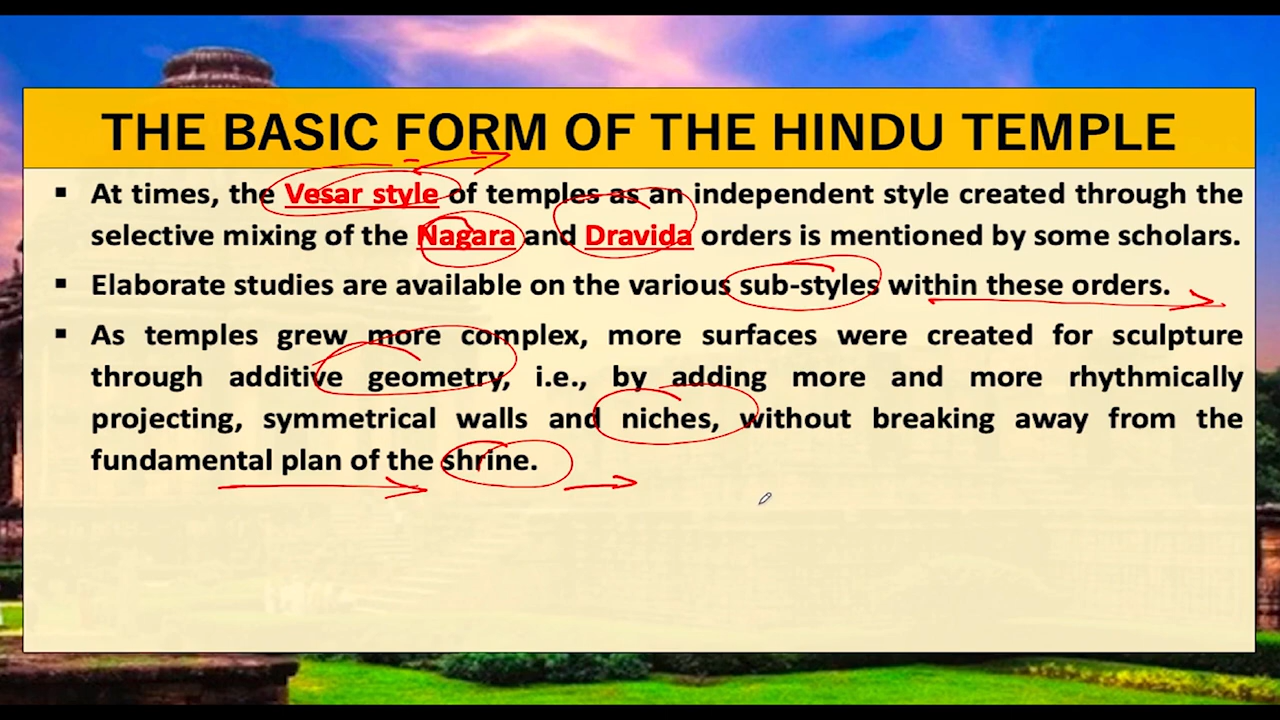 THE BASIC FORM OF THE HINDU TEMPLE
▪ At times, the Vesar style of temples as an independent style created through the
selective mixing of the Nagara and Dravida orders is mentioned by some scholars.
▪ Elaborate studies are available on the various sub-styles within these orders.
▪ As temples grew more complex, more surfaces were created for sculpture
through additive geometry, i.e., by adding more and more rhythmically
projecting, symmetrical walls and niches, without breaking away from the
fundamental plan of the shrine.